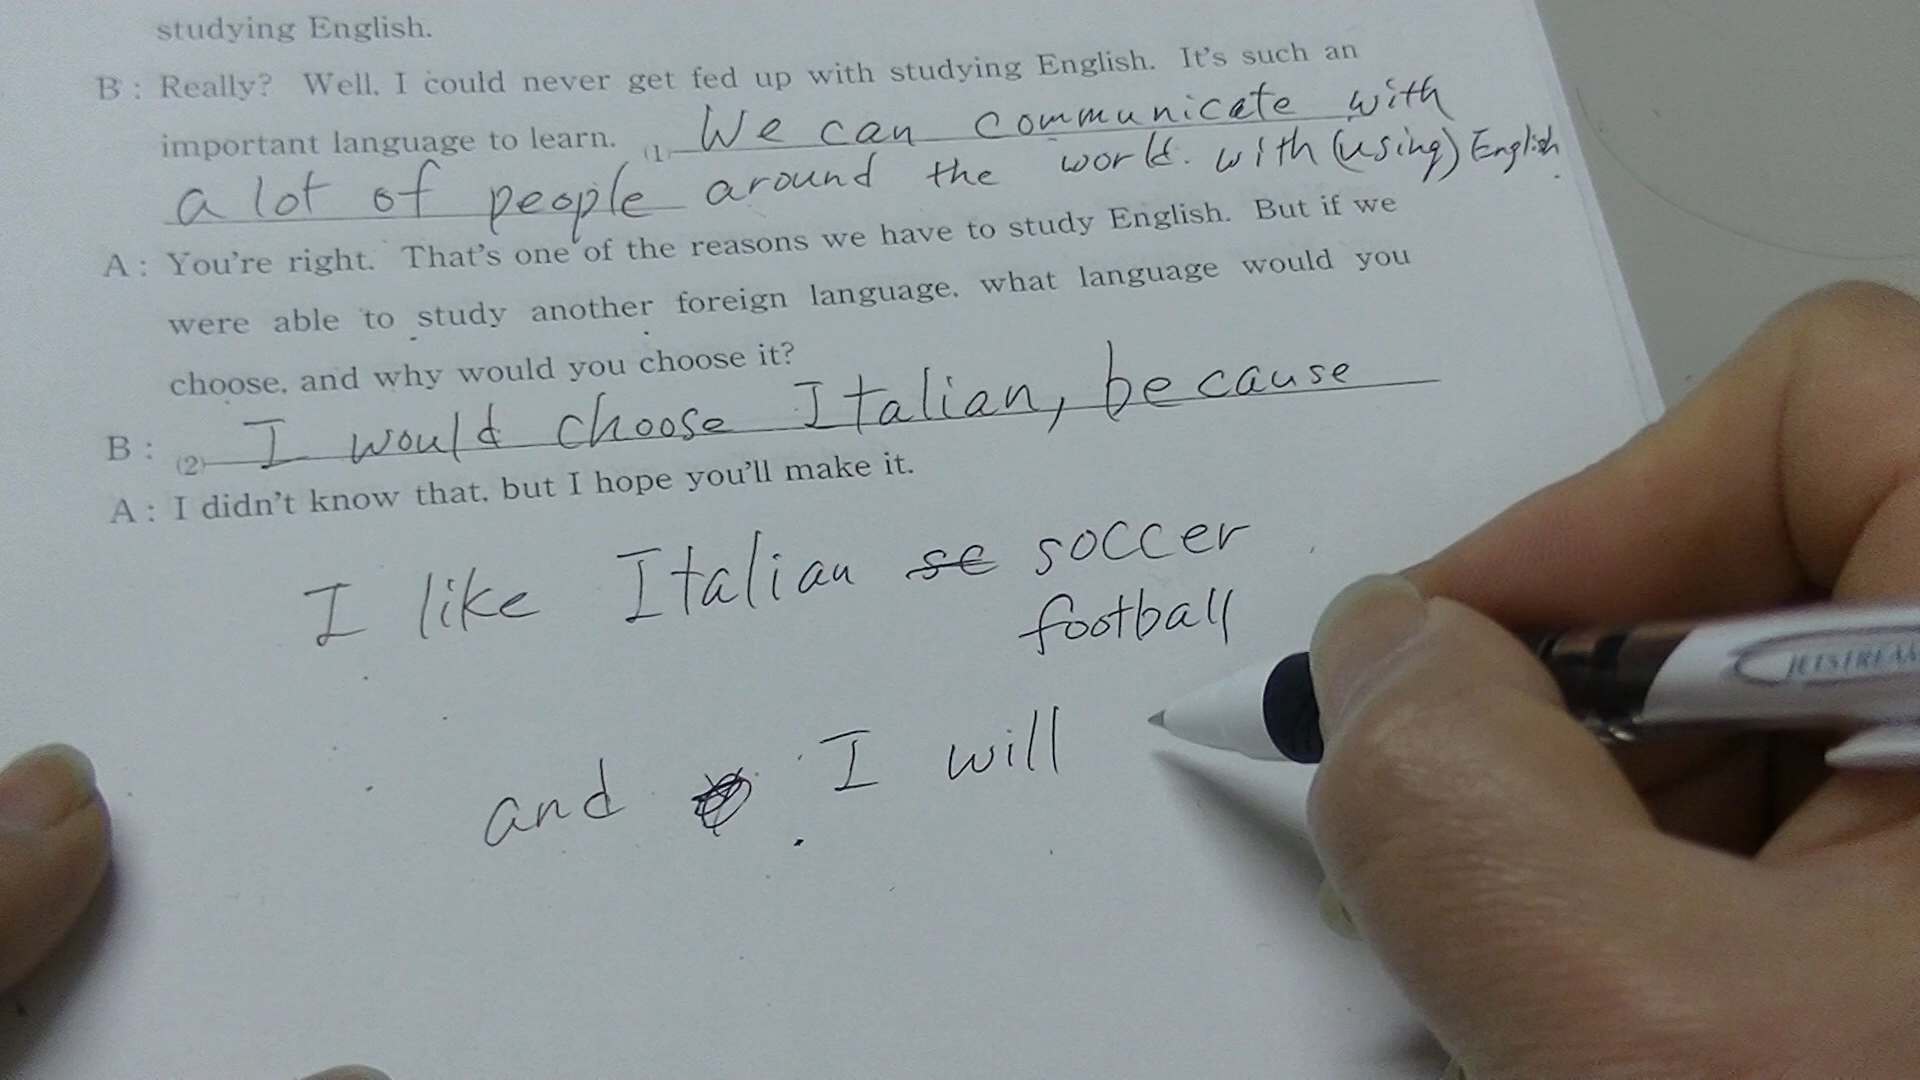 studying English.
B : Really? Well, I could never get fed up with studying English. It's such an
important language to learn. (1) We can communicate with
a lot of people around the world. with (using) English.
A : You're right. That's one of the reasons we have to study English. But if we
were able to study another foreign language, what language would you
choose, and why would you choose it?
B : (2) I would choose Italian, because
A : I didn't know that, but I hope you'll make it.
I like Italian se soccer
football
and I will
JETSTREAM